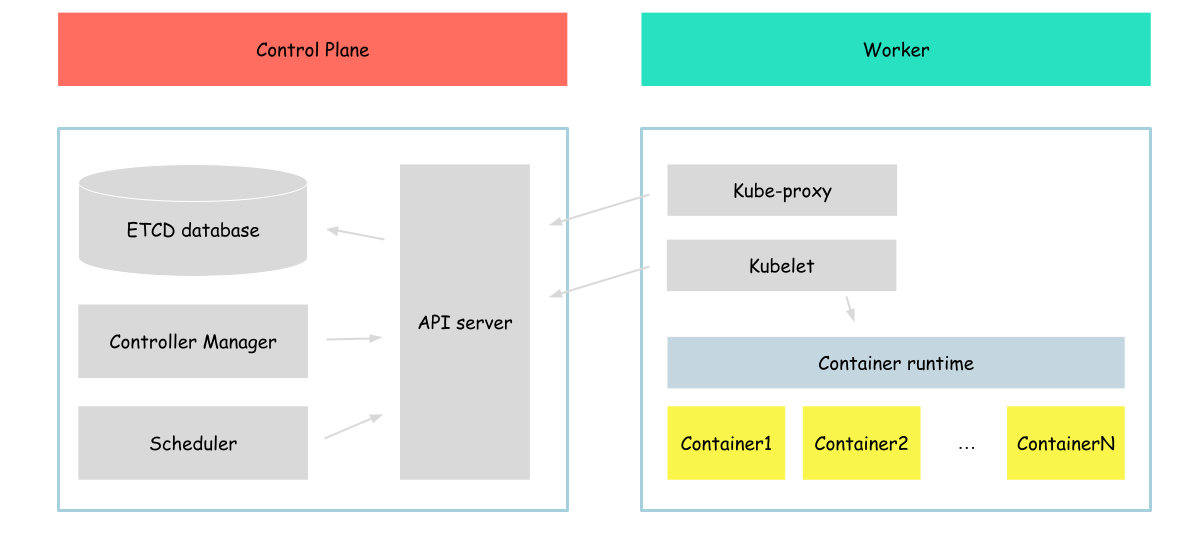 Control Plane
Worker
ETCD database
Controller Manager
Scheduler
API server
Kube-proxy
Kubelet
Container runtime
Container1
Container2
...
ContainerN